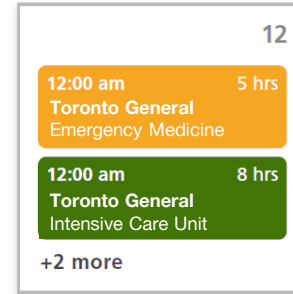 12
12:00 am 5 hrs
Toronto General
Emergency Medicine
12:00 am 8 hrs
Toronto General
Intensive Care Unit
+2 more